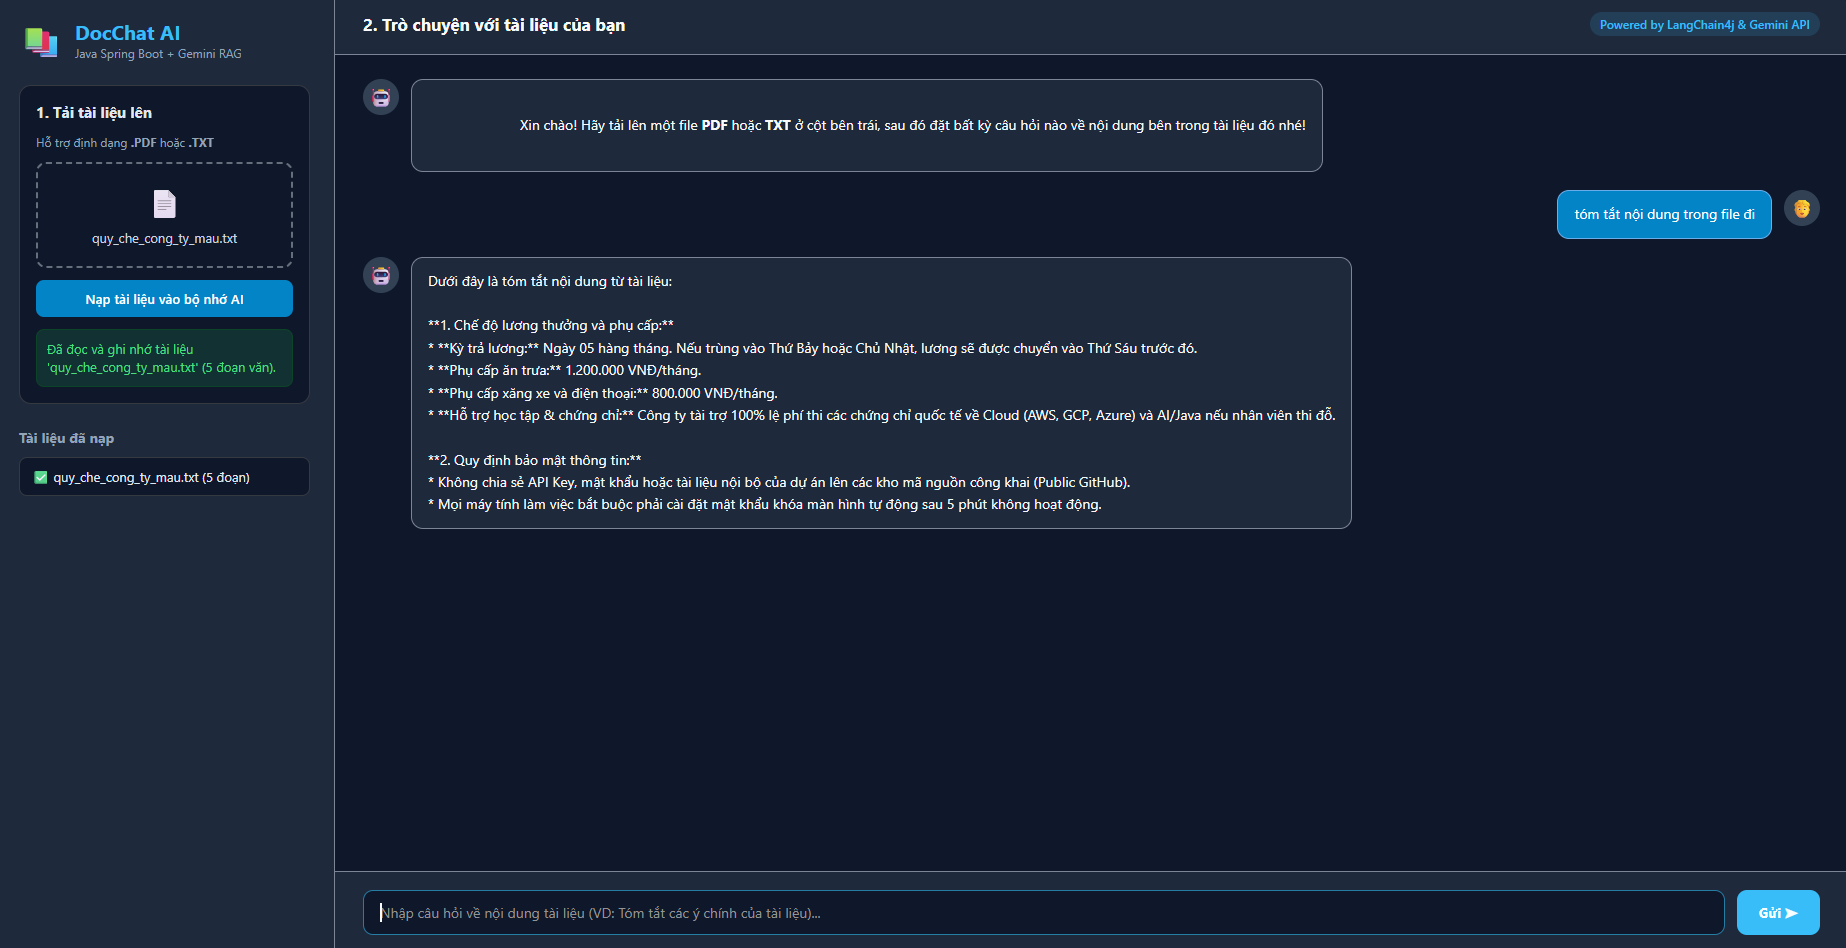 DocChat AI
Java Spring Boot + Gemini RAG
1. Tải tài liệu lên
Hỗ trợ định dạng .PDF hoặc .TXT
quy_che_cong_ty_mau.txt
Nạp tài liệu vào bộ nhớ AI
Đã đọc và ghi nhớ tài liệu
'quy_che_cong_ty_mau.txt' (5 đoạn văn).
Tài liệu đã nạp
quy_che_cong_ty_mau.txt (5 đoạn)
2. Trò chuyện với tài liệu của bạn
Powered by LangChain4j & Gemini API
Xin chào! Hãy tải lên một file PDF hoặc TXT ở cột bên trái, sau đó đặt bất kỳ câu hỏi nào về nội dung bên trong tài liệu đó nhé!
tóm tắt nội dung trong file đi
Dưới đây là tóm tắt nội dung từ tài liệu:
**1. Chế độ lương thưởng và phụ cấp:**
* **Kỳ trả lương:** Ngày 05 hàng tháng. Nếu trùng vào Thứ Bảy hoặc Chủ Nhật, lương sẽ được chuyển vào Thứ Sáu trước đó.
* **Phụ cấp ăn trưa:** 1.200.000 VNĐ/tháng.
* **Phụ cấp xăng xe và điện thoại:** 800.000 VNĐ/tháng.
* **Hỗ trợ học tập & chứng chỉ:** Công ty tài trợ 100% lệ phí thi các chứng chỉ quốc tế về Cloud (AWS, GCP, Azure) và AI/Java nếu nhân viên thi đỗ.
**2. Quy định bảo mật thông tin:**
* Không chia sẻ API Key, mật khẩu hoặc tài liệu nội bộ của dự án lên các kho mã nguồn công khai (Public GitHub).
* Mọi máy tính làm việc bắt buộc phải cài đặt mật khẩu khóa màn hình tự động sau 5 phút không hoạt động.
Nhập câu hỏi về nội dung tài liệu (VD: Tóm tắt các ý chính của tài liệu)...
Gửi ➤